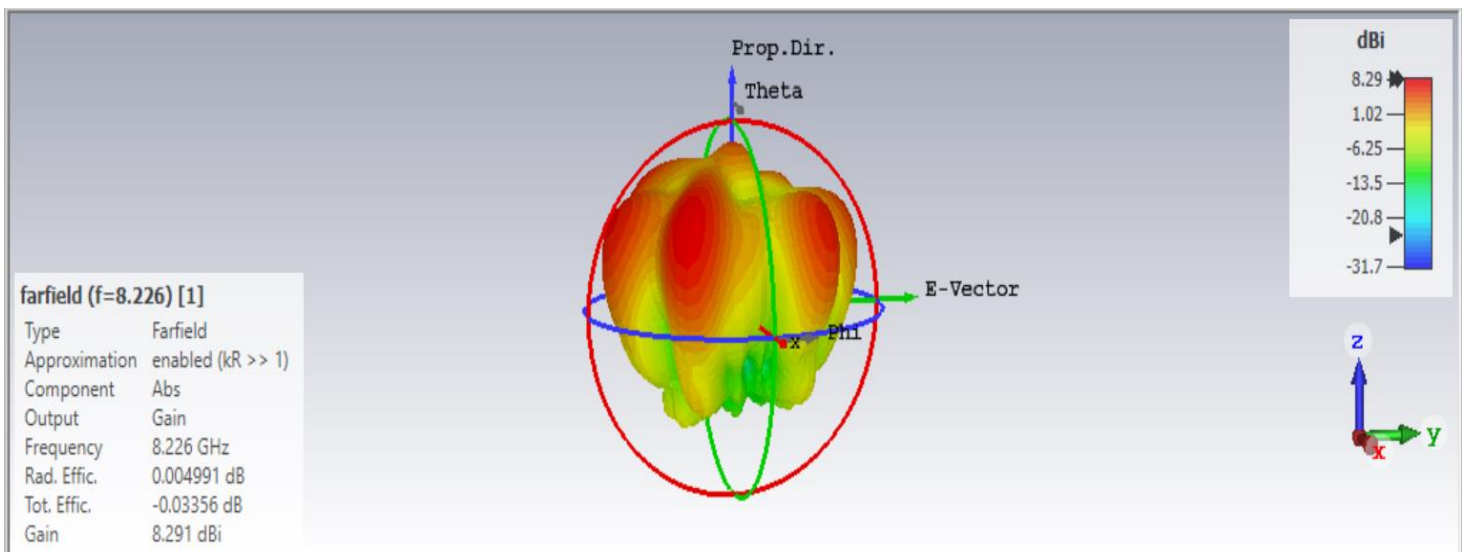 Prop.Dir.
Theta
E-Vector
Phi
x
dBi
8.29
1.02
-6.25
-13.5
-20.8
-31.7
farfield (f=8.226) [1]
Type Farfield
Approximation enabled (kR >> 1)
Component Abs
Output Gain
Frequency 8.226 GHz
Rad. Effic. 0.004991 dB
Tot. Effic. -0.03356 dB
Gain 8.291 dBi
z
y
x